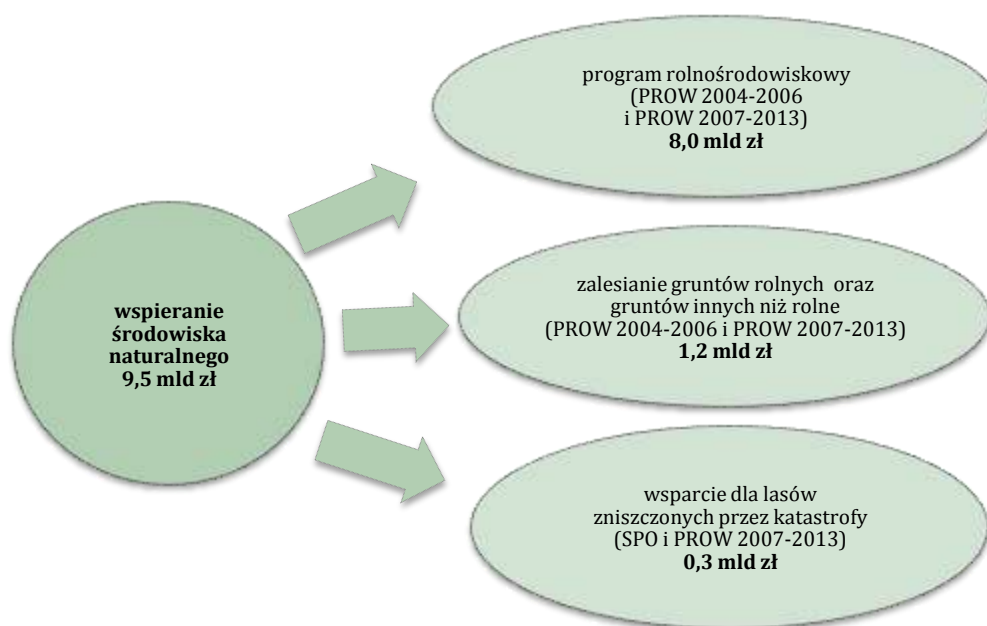 program rolnośrodowiskowy
(PROW 2004-2006
i PROW 2007-2013)
8,0 mld zł
wspieranie
środowiska
naturalnego
9,5 mld zł
zalesianie gruntów rolnych oraz
gruntów innych niż rolne
(PROW 2004-2006 i PROW 2007-2013)
1,2 mld zł
wsparcie dla lasów
zniszczonych przez katastrofy
(SPO i PROW 2007-2013)
0,3 mld zł